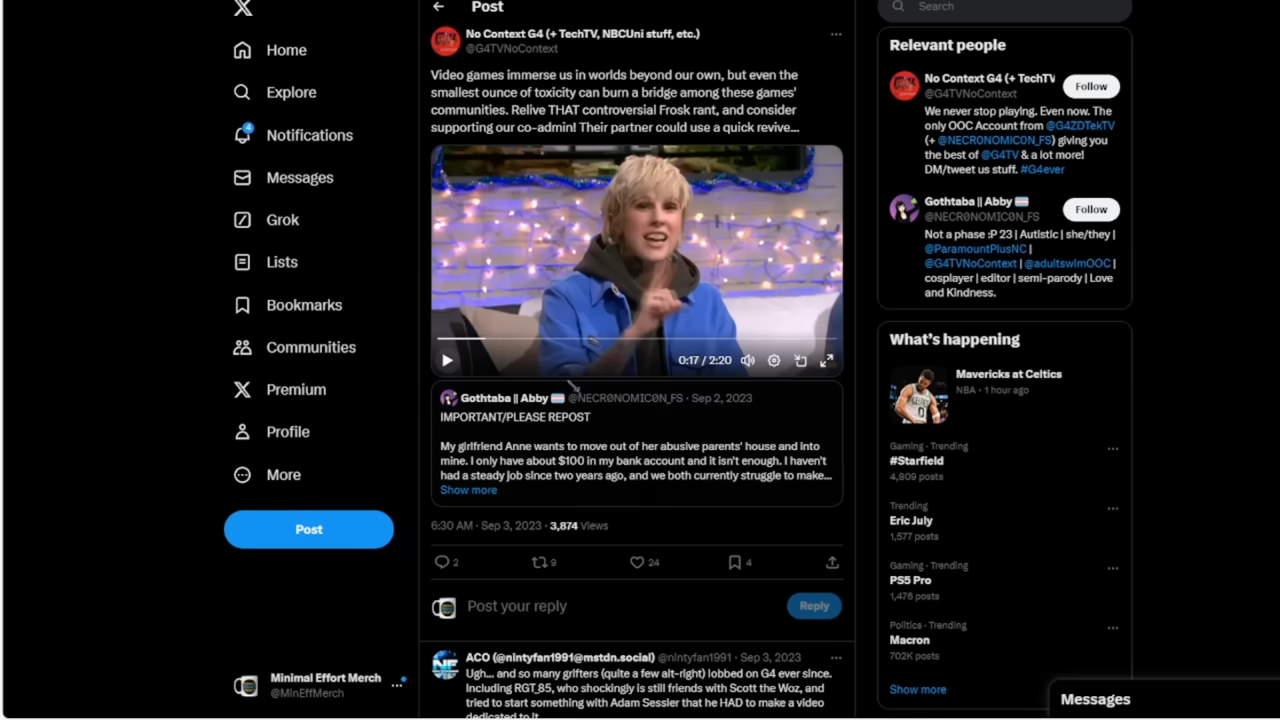 Post
Search
Home
Explore
4
Notifications
Messages
Grok
Lists
Bookmarks
Communities
Premium
Profile
More
Post
Minimal Effort Merch
@MinEffMerch
No Context G4 (+ TechTV, NBCUni stuff, etc.)
@G4TVNoContext
Video games immerse us in worlds beyond our own, but even the
smallest ounce of toxicity can burn a bridge among these games'
communities. Relive THAT controversial Frosk rant, and consider
supporting our co-admin! Their partner could use a quick revive...
0:17 / 2:20
Gothtaba || Abby @NECR0NOMIC0N_FS · Sep 2, 2023
IMPORTANT/PLEASE REPOST
My girlfriend Anne wants to move out of her abusive parents' house and into
mine. I only have about $100 in my bank account and it isn't enough. I haven't
had a steady job since two years ago, and we both currently struggle to make...
Show more
6:30 AM · Sep 3, 2023 · 3,874 Views
2 9 24 4
Post your reply
Reply
ACO (@nintyfan1991@mstdn.social) @nintyfan1991 · Sep 3, 2023
Ugh... and so many grifters (quite a few alt-right) lobbed on G4 ever since.
Including RGT_85, who shockingly is still friends with Scott the Woz, and
tried to start something with Adam Sessler that he HAD to make a video
dedicated to it.
Relevant people
No Context G4 (+ TechTV
@G4TVNoContext
Follow
We never stop playing. Even now. The
only OOC Account from @G4ZDTekTV
(+ @NECR0NOMIC0N_FS) giving you
the best of @G4TV & a lot more!
DM/tweet us stuff. #G4ever
Gothtaba || Abby
@NECR0NOMIC0N_FS
Follow
Not a phase :P 23 | Autistic | she/they |
@ParamountPlusNC |
@G4TVNoContext | @adultswimOOC |
cosplayer | editor | semi-parody | Love
and Kindness.
What's happening
Mavericks at Celtics
NBA · 1 hour ago
Gaming · Trending
#Starfield
4,809 posts
Trending
Eric July
1,577 posts
Gaming · Trending
PS5 Pro
1,476 posts
Politics · Trending
Macron
702K posts
Show more
Messages